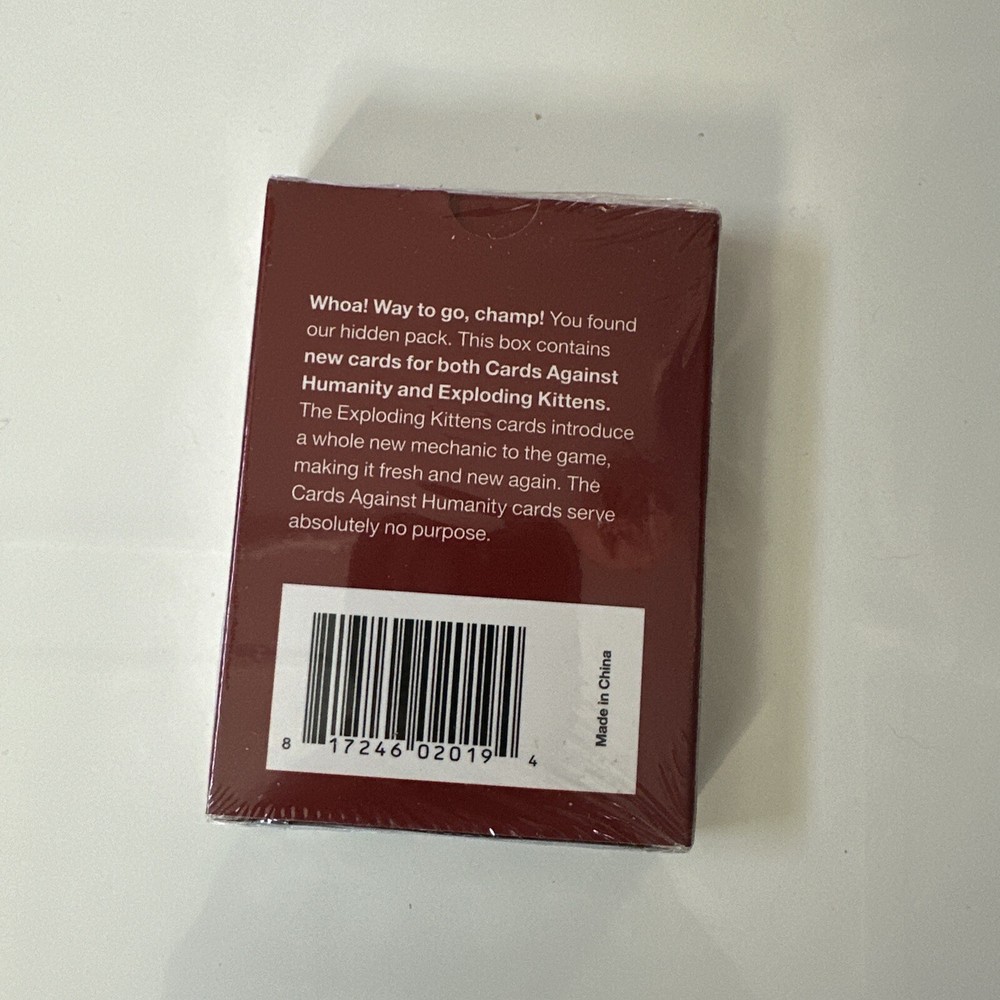 Whoa! Way to go, champ! You found
our hidden pack. This box contains
new cards for both Cards Against
Humanity and Exploding Kittens.
The Exploding Kittens cards introduce
a whole new mechanic to the game,
making it fresh and new again. The
Cards Against Humanity cards serve
absolutely no purpose.
8 17246 02019 4
Made in China